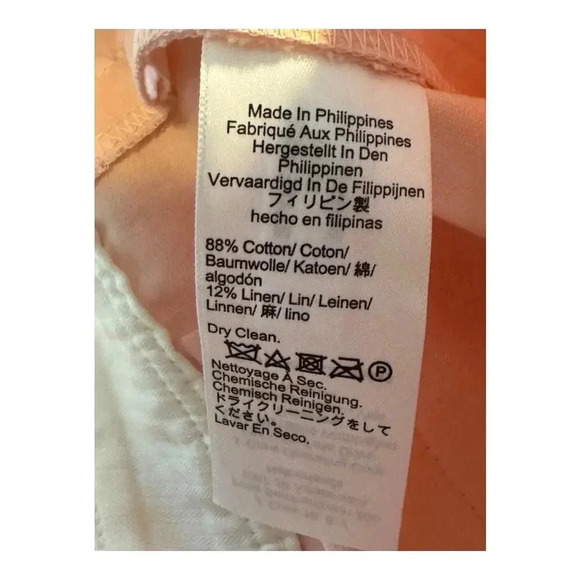 Made In Philippines
Fabriqué Aux Philippines
Hergestellt In Den
Philippinen
Vervaardigd In De Filippijnen
フィリピン製
hecho en filipinas
88% Cotton/ Coton/
Baumwolle/ Katoen/ 綿/
algodón
12% Linen/ Lin/ Leinen/
Linnen/ 麻/ lino
Dry Clean.
P
Nettoyage A Sec.
Chemische Reinigung.
Chemisch Reinigen.
ドライクリーニングをして
ください。
Lavar En Seco.